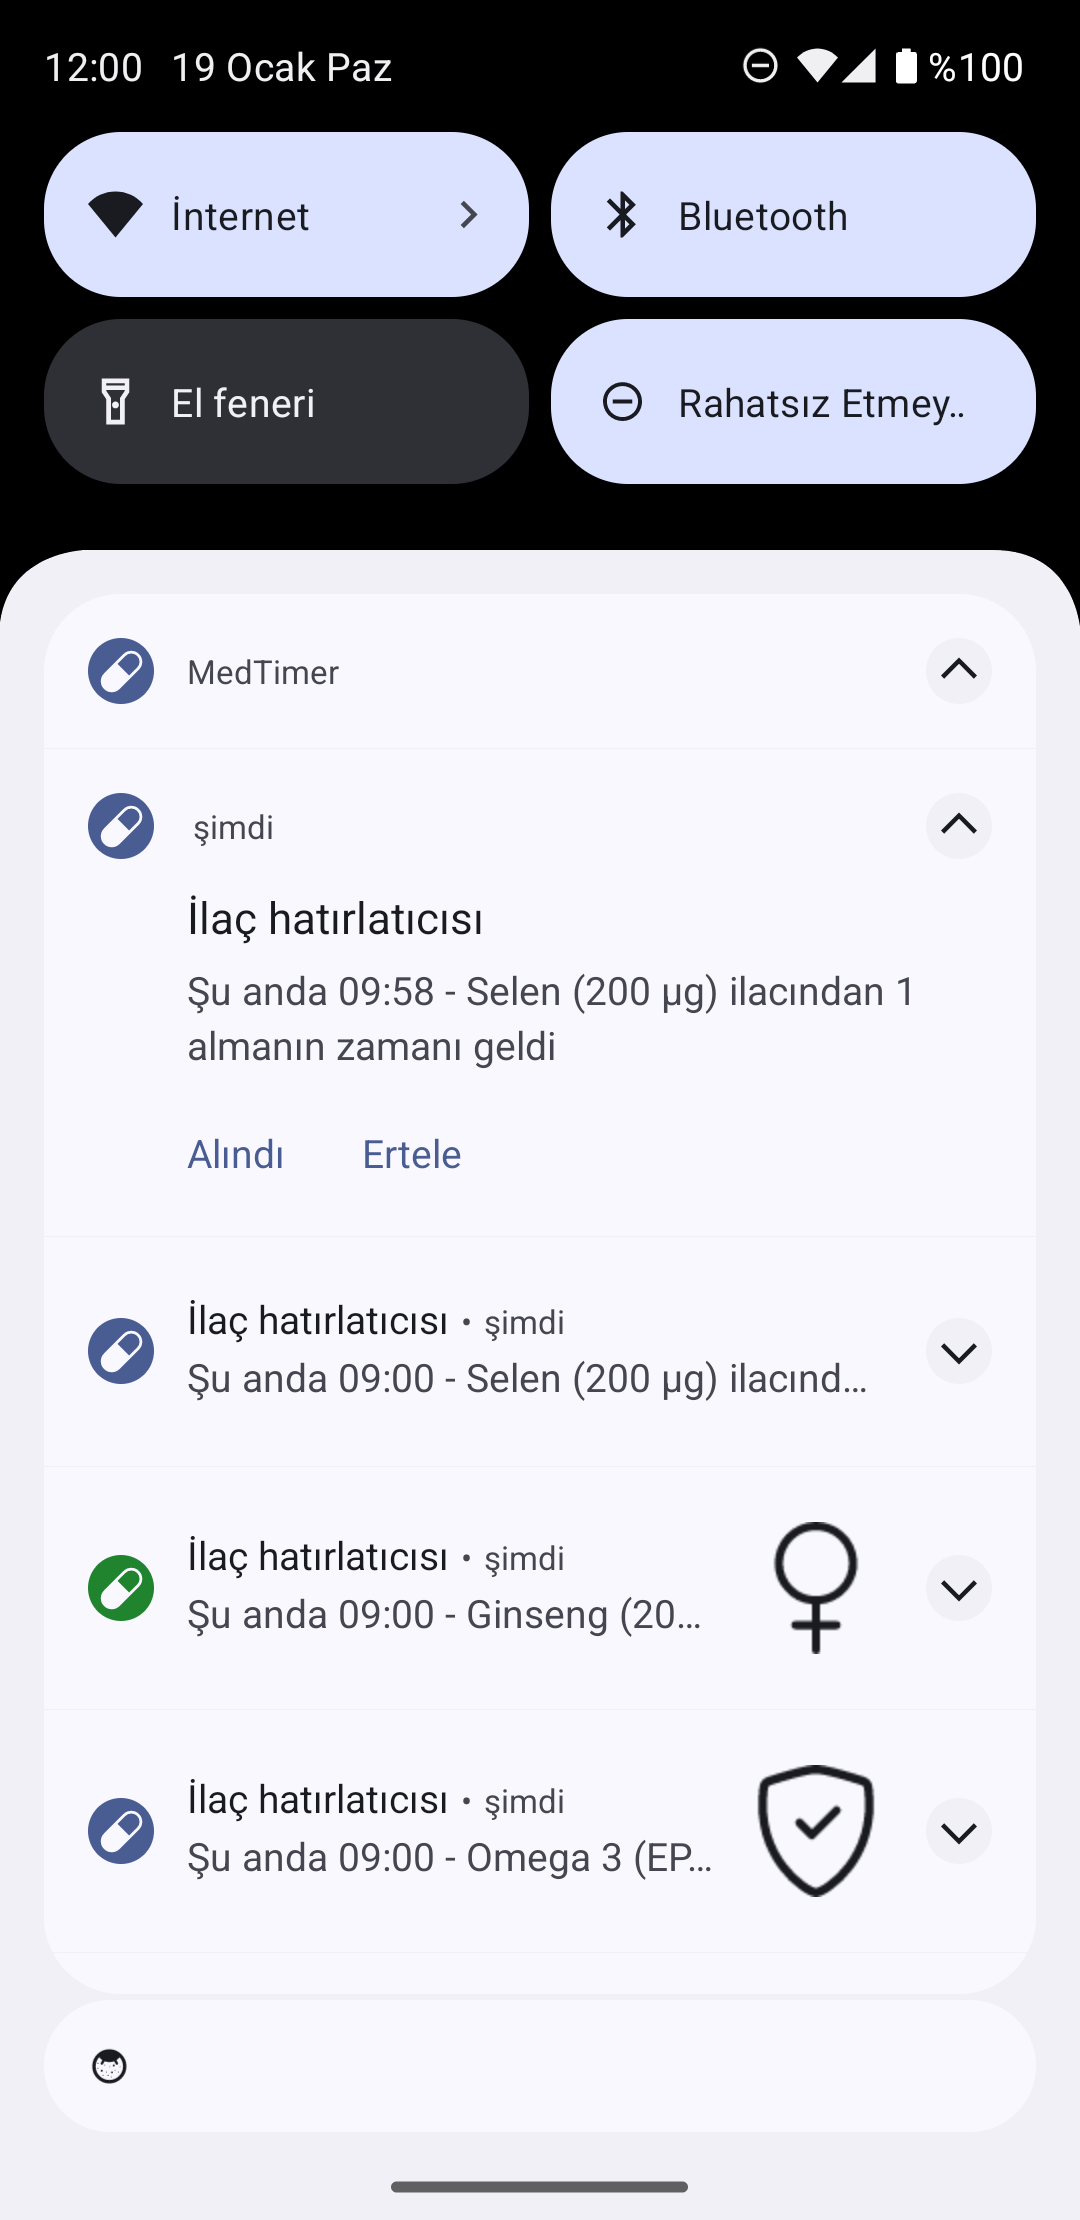 12:00 19 Ocak Paz %100
İnternet
Bluetooth
El feneri
Rahatsız Etmey..
MedTimer
şimdi
İlaç hatırlatıcısı
Şu anda 09:58 - Selen (200 µg) ilacından 1
almanın zamanı geldi
Alındı Ertele
İlaç hatırlatıcısı • şimdi
Şu anda 09:00 - Selen (200 µg) ilacınd...
İlaç hatırlatıcısı • şimdi
Şu anda 09:00 - Ginseng (20...
İlaç hatırlatıcısı • şimdi
Şu anda 09:00 - Omega 3 (EP...